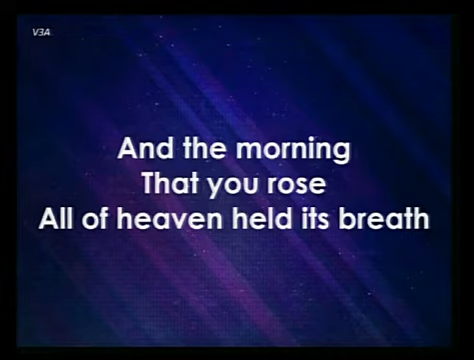 V3A
And the morning
That you rose
All of heaven held its breath